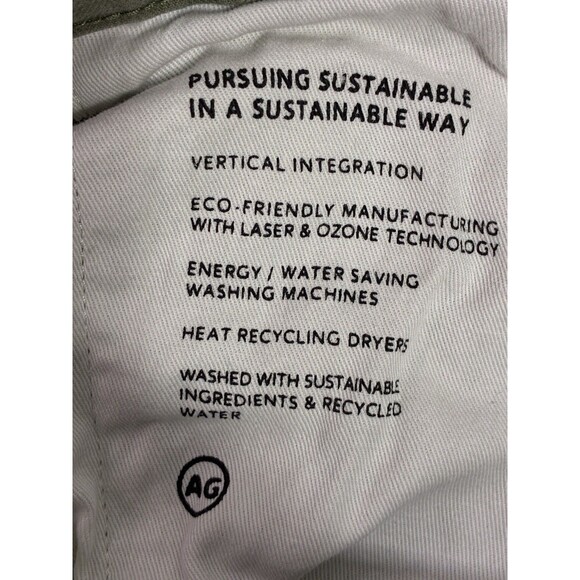 PURSUING SUSTAINABLE
IN A SUSTAINABLE WAY
VERTICAL INTEGRATION
ECO-FRIENDLY MANUFACTURING
WITH LASER & OZONE TECHNOLOGY
ENERGY / WATER SAVING
WASHING MACHINES
HEAT RECYCLING DRYERS
WASHED WITH SUSTAINABLE
INGREDIENTS & RECYCLED
WATER
AG